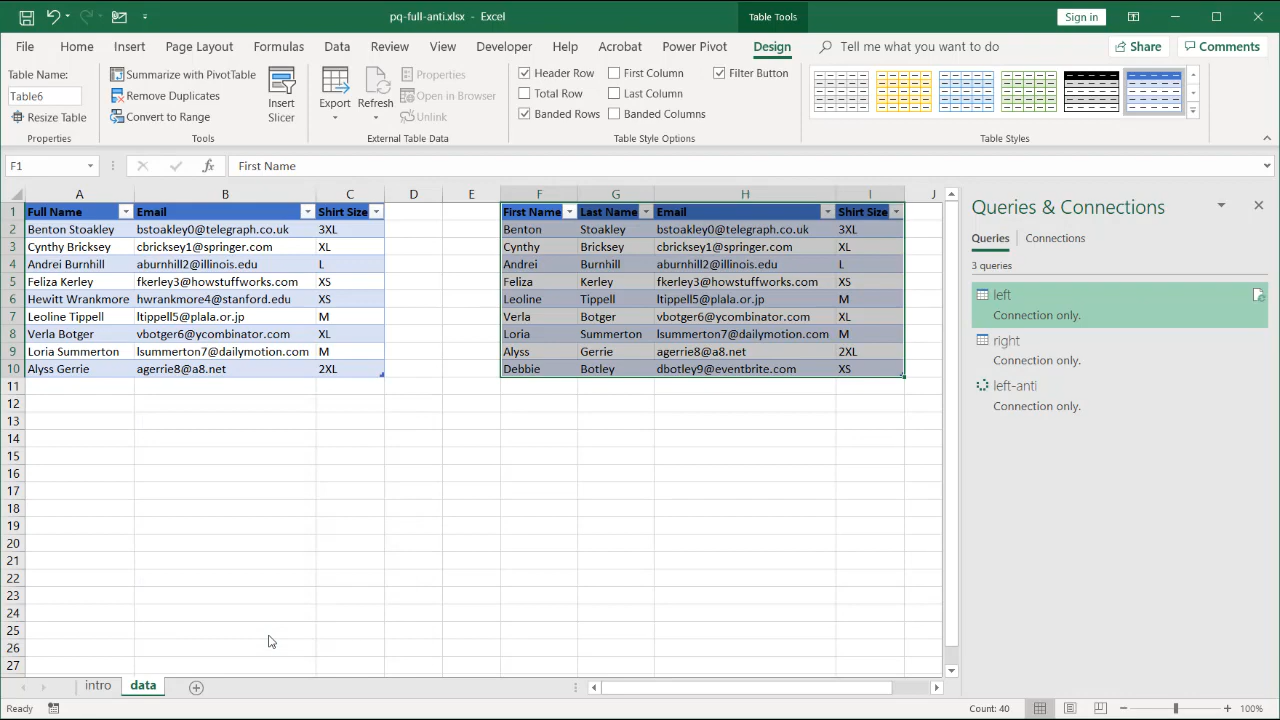 pq-full-anti.xlsx - Excel
Table Tools
Sign in
File Home Insert Page Layout Formulas Data Review View Developer Help Acrobat Power Pivot Design Tell me what you want to do Share Comments
Table Name:
Table6
Resize Table
Properties
Summarize with PivotTable
Remove Duplicates
Convert to Range
Tools
Insert Slicer
Export
Refresh
Properties
Open in Browser
Unlink
External Table Data
Header Row First Column Filter Button
Total Row Last Column
Banded Rows Banded Columns
Table Style Options
Table Styles
F1 fx First Name
A B C D E F G H I J
1 Full Name Email Shirt Size First Name Last Name Email Shirt Size
2 Benton Stoakley bstoakley0@telegraph.co.uk 3XL Benton Stoakley bstoakley0@telegraph.co.uk 3XL
3 Cynthy Bricksey cbricksey1@springer.com XL Cynthy Bricksey cbricksey1@springer.com XL
4 Andrei Burnhill aburnhill2@illinois.edu L Andrei Burnhill aburnhill2@illinois.edu L
5 Feliza Kerley fkerley3@howstuffworks.com XS Feliza Kerley fkerley3@howstuffworks.com XS
6 Hewitt Wrankmore hwrankmore4@stanford.edu XS Leoline Tippell ltippell5@plala.or.jp M
7 Leoline Tippell ltippell5@plala.or.jp M Verla Botger vbotger6@ycombinator.com XL
8 Verla Botger vbotger6@ycombinator.com XL Loria Summerton lsummerton7@dailymotion.com M
9 Loria Summerton lsummerton7@dailymotion.com M Alyss Gerrie agerrie8@a8.net 2XL
10 Alyss Gerrie agerrie8@a8.net 2XL Debbie Botley dbotley9@eventbrite.com XS
11
12
13
14
15
16
17
18
19
20
21
22
23
24
25
26
27
Queries & Connections
Queries Connections
3 queries
left
Connection only.
right
Connection only.
left-anti
Connection only.
intro data
Ready
Count: 40
100%